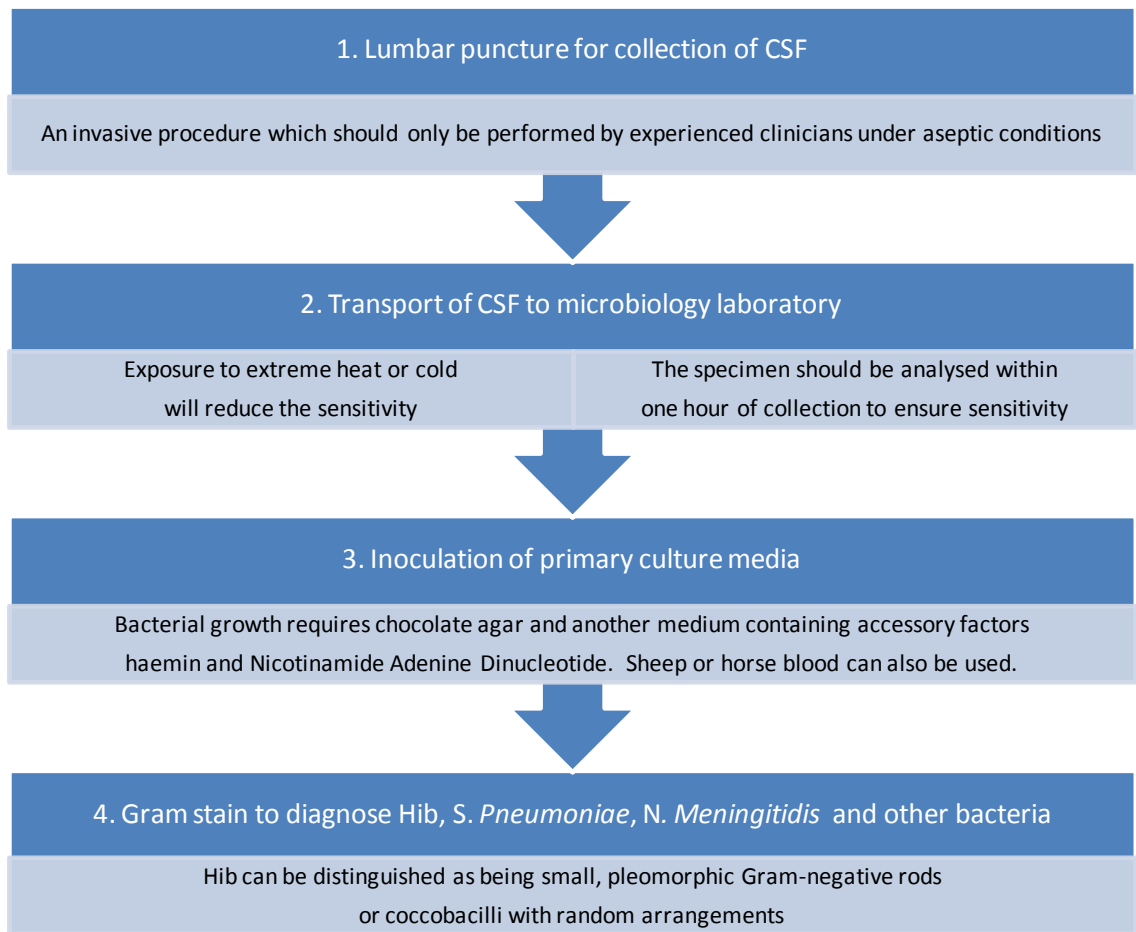 1. Lumbar puncture for collection of CSF
An invasive procedure which should only be performed by experienced clinicians under aseptic conditions
2. Transport of CSF to microbiology laboratory
Exposure to extreme heat or cold
will reduce the sensitivity
The specimen should be analysed within
one hour of collection to ensure sensitivity
3. Inoculation of primary culture media
Bacterial growth requires chocolate agar and another medium containing accessory factors
haemin and Nicotinamide Adenine Dinucleotide. Sheep or horse blood can also be used.
4. Gram stain to diagnose Hib, S. Pneumoniae, N. Meningitidis and other bacteria
Hib can be distinguished as being small, pleomorphic Gram-negative rods
or coccobacilli with random arrangements